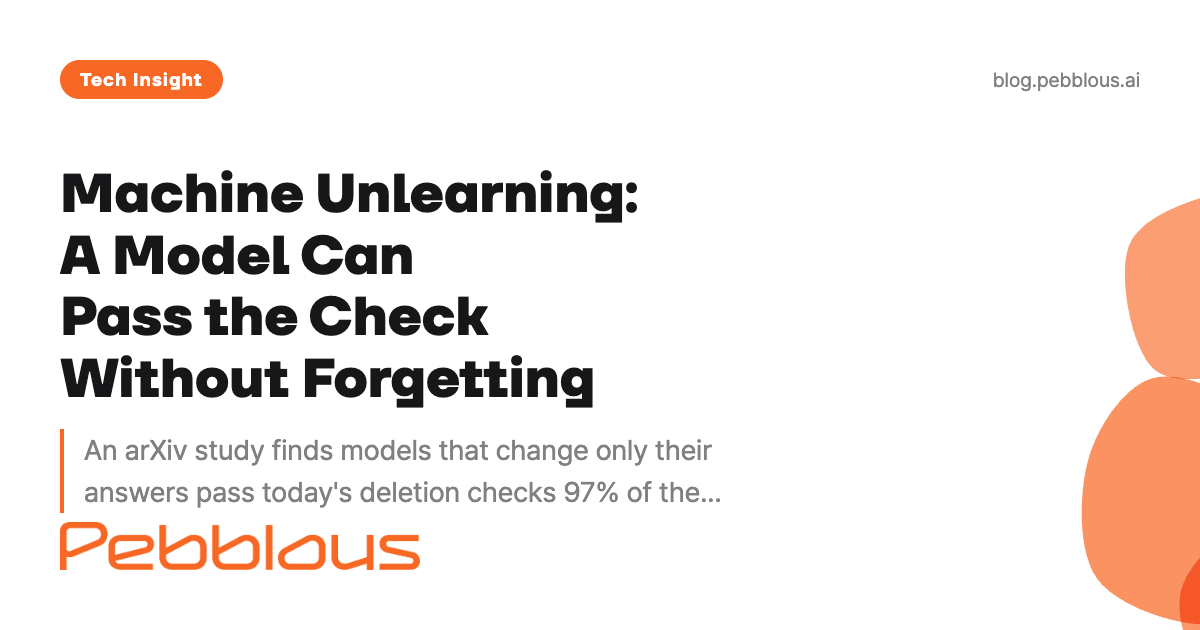 Tech Insight
blog.pebblous.ai
Machine Unlearning:
A Model Can
Pass the Check
Without Forgetting
An arXiv study finds models that change only their
answers pass today's deletion checks 97% of the...
Pebblous